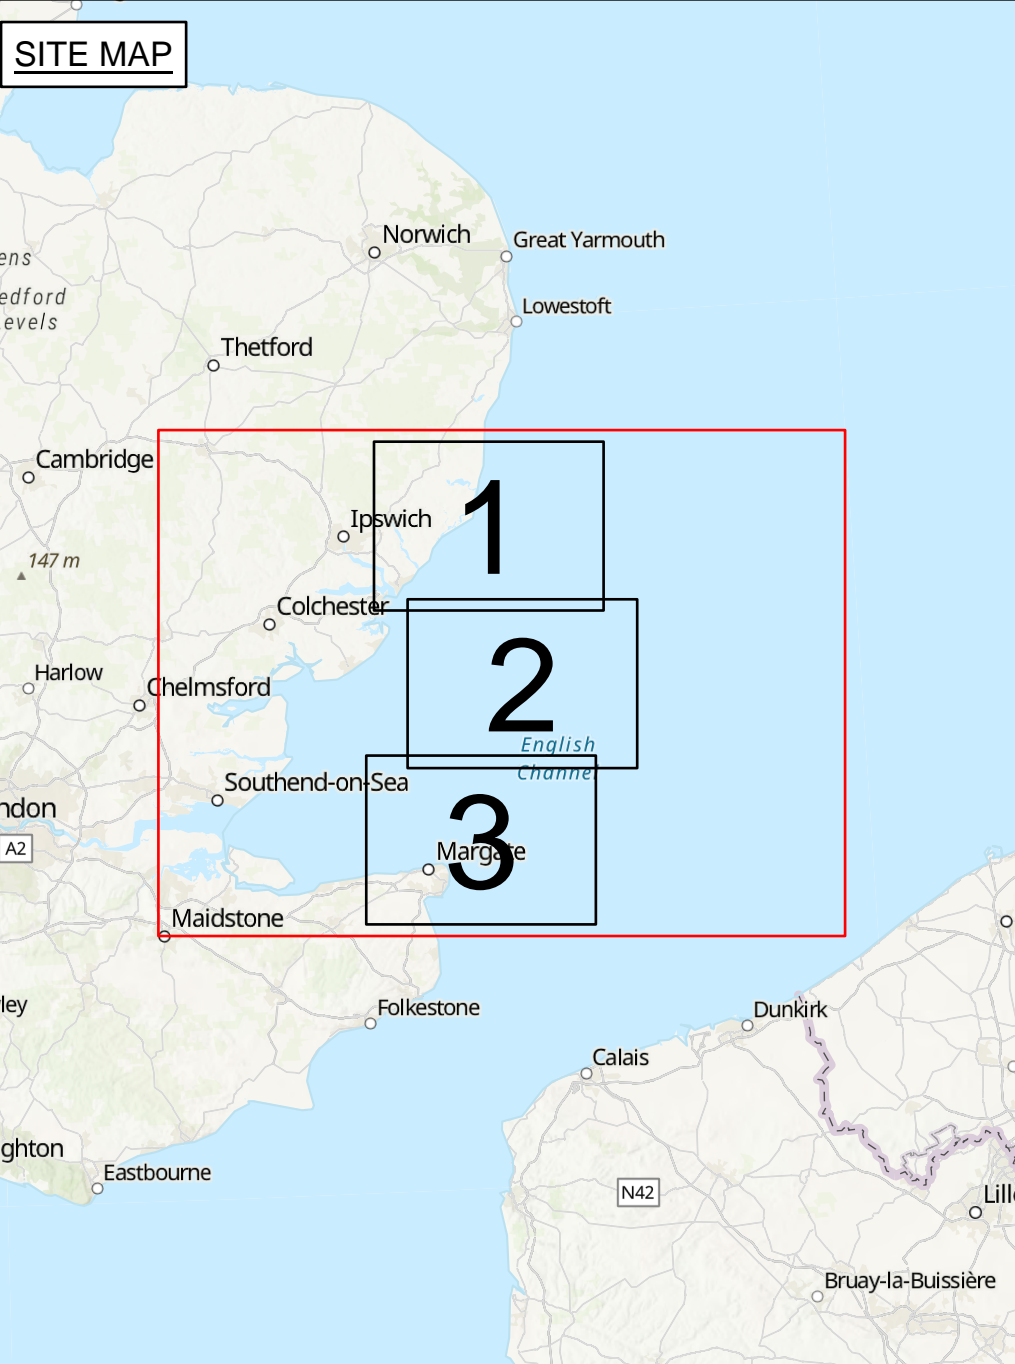 SITE MAP
Norwich
Great Yarmouth
ens
edford
evels
Lowestoft
Thetford
Cambridge
1
Ipswich
147 m
Colchester
2
Harlow
Chelmsford
English
Channel
Southend-on-Sea
ndon
A2
3
Margate
Maidstone
ley
Folkestone
Dunkirk
Calais
ghton
Eastbourne
N42
Lille
Bruay-la-Buissière